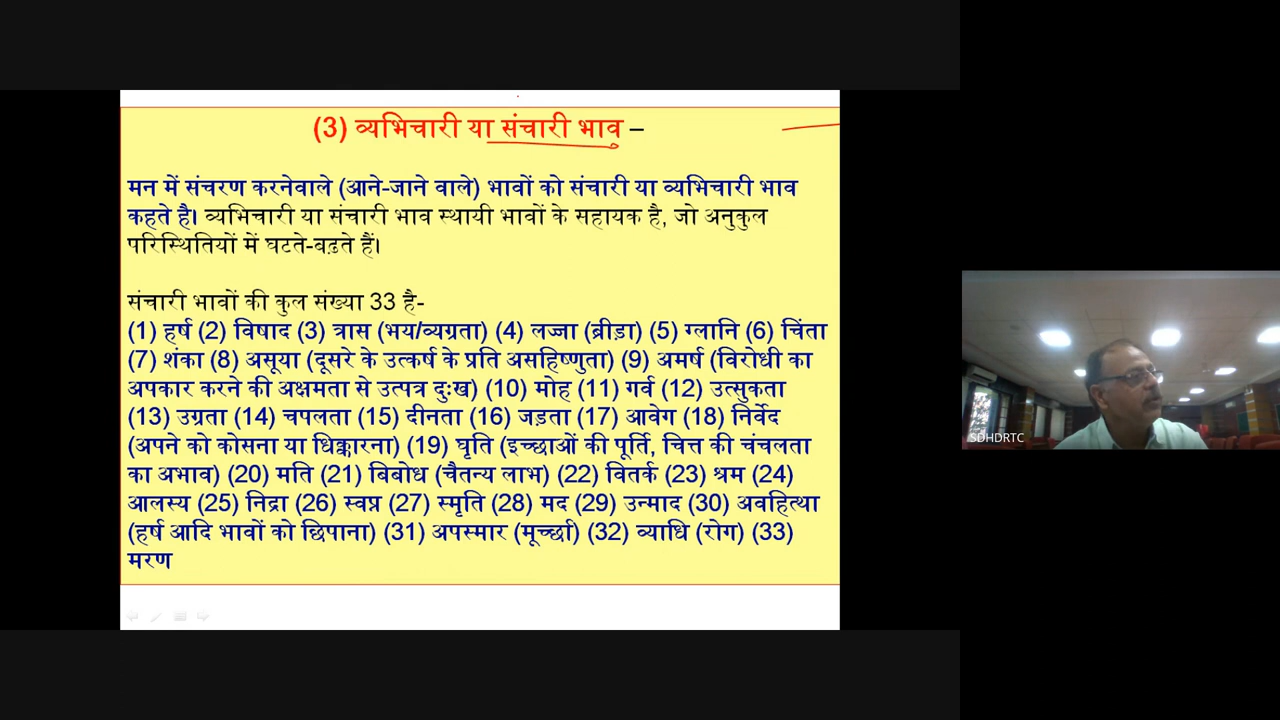 (3) व्यभिचारी या संचारी भाव –
मन में संचरण करनेवाले (आने-जाने वाले) भावों को संचारी या व्यभिचारी भाव
कहते है। व्यभिचारी या संचारी भाव स्थायी भावों के सहायक है, जो अनुकुल
परिस्थितियों में घटते-बढ़ते हैं।
संचारी भावों की कुल संख्या 33 है-
(1) हर्ष (2) विषाद (3) त्रास (भय/व्यग्रता) (4) लज्जा (ब्रीड़ा) (5) ग्लानि (6) चिंता
(7) शंका (8) असूया (दूसरे के उत्कर्ष के प्रति असहिष्णुता) (9) अमर्ष (विरोधी का
अपकार करने की अक्षमता से उत्पत्र दुःख) (10) मोह (11) गर्व (12) उत्सुकता
(13) उग्रता (14) चपलता (15) दीनता (16) जड़ता (17) आवेग (18) निर्वेद
(अपने को कोसना या धिक्कारना) (19) घृति (इच्छाओं की पूर्ति, चित्त की चंचलता
का अभाव) (20) मति (21) बिबोध (चैतन्य लाभ) (22) वितर्क (23) श्रम (24)
आलस्य (25) निद्रा (26) स्वप्न (27) स्मृति (28) मद (29) उन्माद (30) अवहित्था
(हर्ष आदि भावों को छिपाना) (31) अपस्मार (मूर्च्छा) (32) व्याधि (रोग) (33)
मरण
SDHDRTC